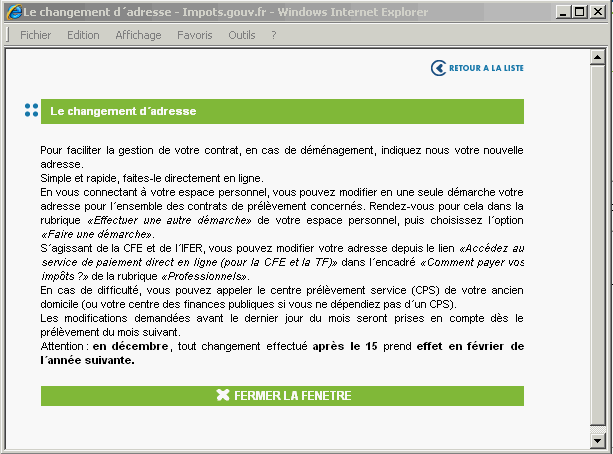 Le changement d´adresse - Impots.gouv.fr - Windows Internet Explorer
Fichier Edition Affichage Favoris Outils ?
RETOUR A LA LISTE
Le changement d´adresse
Pour faciliter la gestion de votre contrat, en cas de déménagement, indiquez nous votre nouvelle
adresse.
Simple et rapide, faites-le directement en ligne.
En vous connectant à votre espace personnel, vous pouvez modifier en une seule démarche votre
adresse pour l´ensemble des contrats de prélèvement concernés. Rendez-vous pour cela dans la
rubrique «Effectuer une autre démarche» de votre espace personnel, puis choisissez l´option
«Faire une démarche».
S´agissant de la CFE et de l´IFER, vous pouvez modifier votre adresse depuis le lien «Accédez au
service de paiement direct en ligne (pour la CFE et la TF)» dans l´encadré «Comment payer vos
impôts ?» de la rubrique «Professionnels».
En cas de difficulté, vous pouvez appeler le centre prélèvement service (CPS) de votre ancien
domicile (ou votre centre des finances publiques si vous ne dépendiez pas d´un CPS).
Les modifications demandées avant le dernier jour du mois seront prises en compte dès le
prélèvement du mois suivant.
Attention : en décembre, tout changement effectué après le 15 prend effet en février de
l´année suivante.
FERMER LA FENETRE